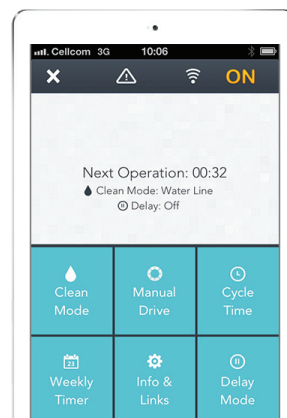 Cellcom 3G 10:06
ON
Next Operation: 00:32
Clean Mode: Water Line
Delay: Off
Clean Mode
Manual Drive
Cycle Time
23
Weekly Timer
Info & Links
Delay Mode